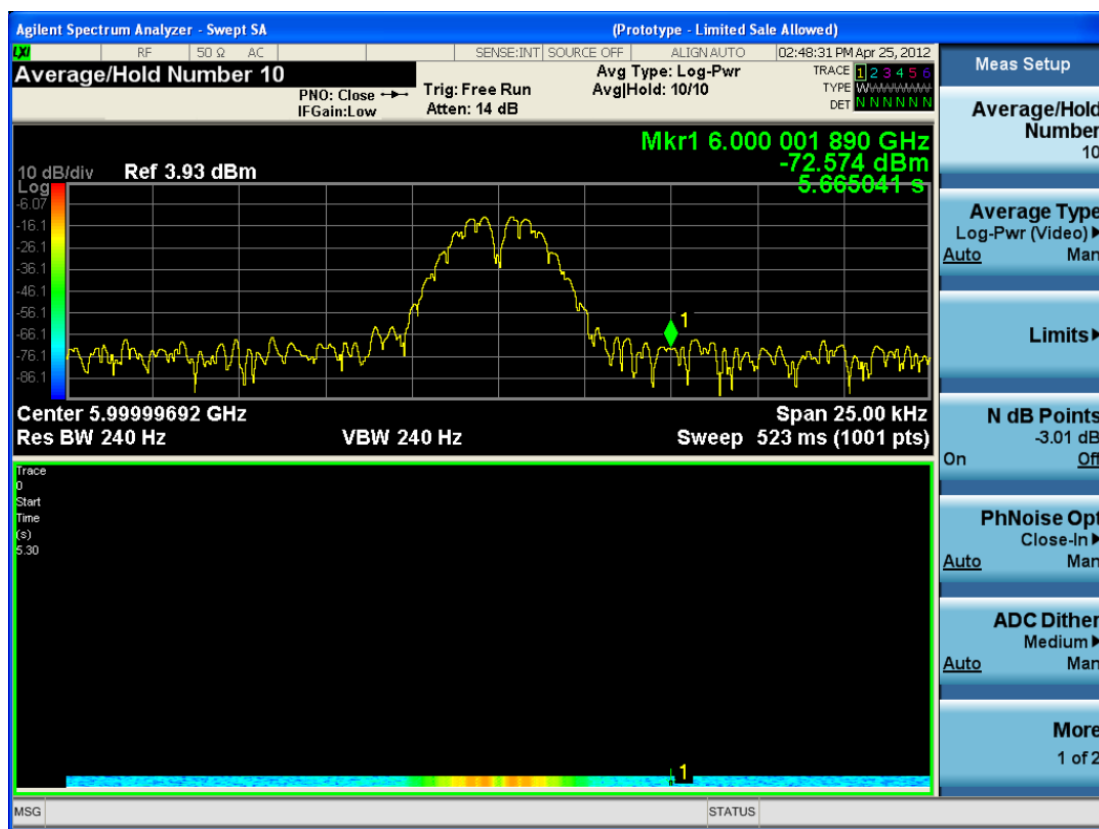 Agilent Spectrum Analyzer - Swept SA (Prototype - Limited Sale Allowed)
LXI RF 50 Ω AC SENSE:INT SOURCE OFF ALIGN AUTO 02:48:31 PM Apr 25, 2012
Average/Hold Number 10
PNO: Close
IFGain:Low
Trig: Free Run
Atten: 14 dB
Avg Type: Log-Pwr
Avg|Hold: 10/10
TRACE 1 2 3 4 5 6
TYPE WWWWWW
DET N N N N N N
Mkr1 6.000 001 890 GHz
-72.574 dBm
5.665041 s
10 dB/div Ref 3.93 dBm
Log
-6.07
-16.1
-26.1
-36.1
-46.1
-56.1
-66.1
-76.1
-86.1
1
Center 5.99999692 GHz Span 25.00 kHz
Res BW 240 Hz VBW 240 Hz Sweep 523 ms (1001 pts)
Trace
0
Start
Time
(s)
5.30
1
MSG STATUS
Meas Setup
Average/Hold
Number
10
Average Type
Log-Pwr (Video)
Auto Man
Limits
N dB Points
-3.01 dB
On Off
PhNoise Opt
Close-In
Auto Man
ADC Dither
Medium
Auto Man
More
1 of 2